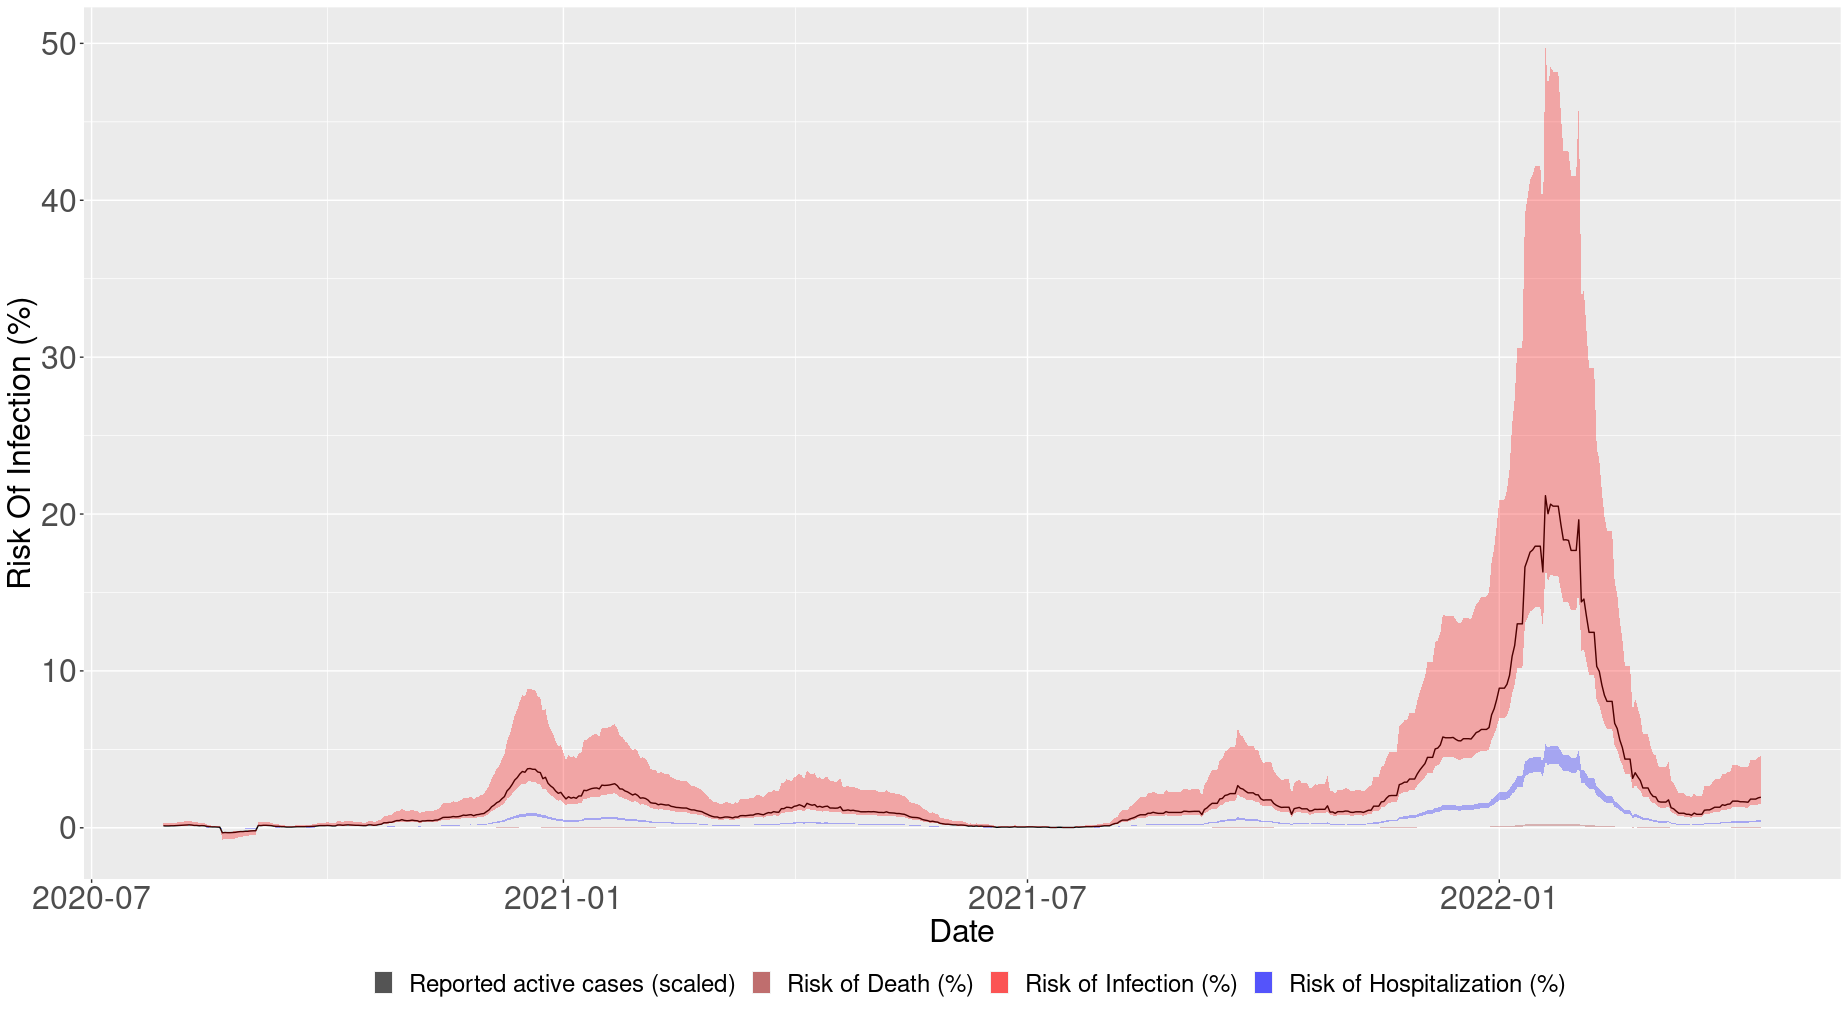 50
40
30
20
10
0
Risk Of Infection (%)
2020-07 2021-01 2021-07 2022-01
Date
Reported active cases (scaled) Risk of Death (%) Risk of Infection (%) Risk of Hospitalization (%)